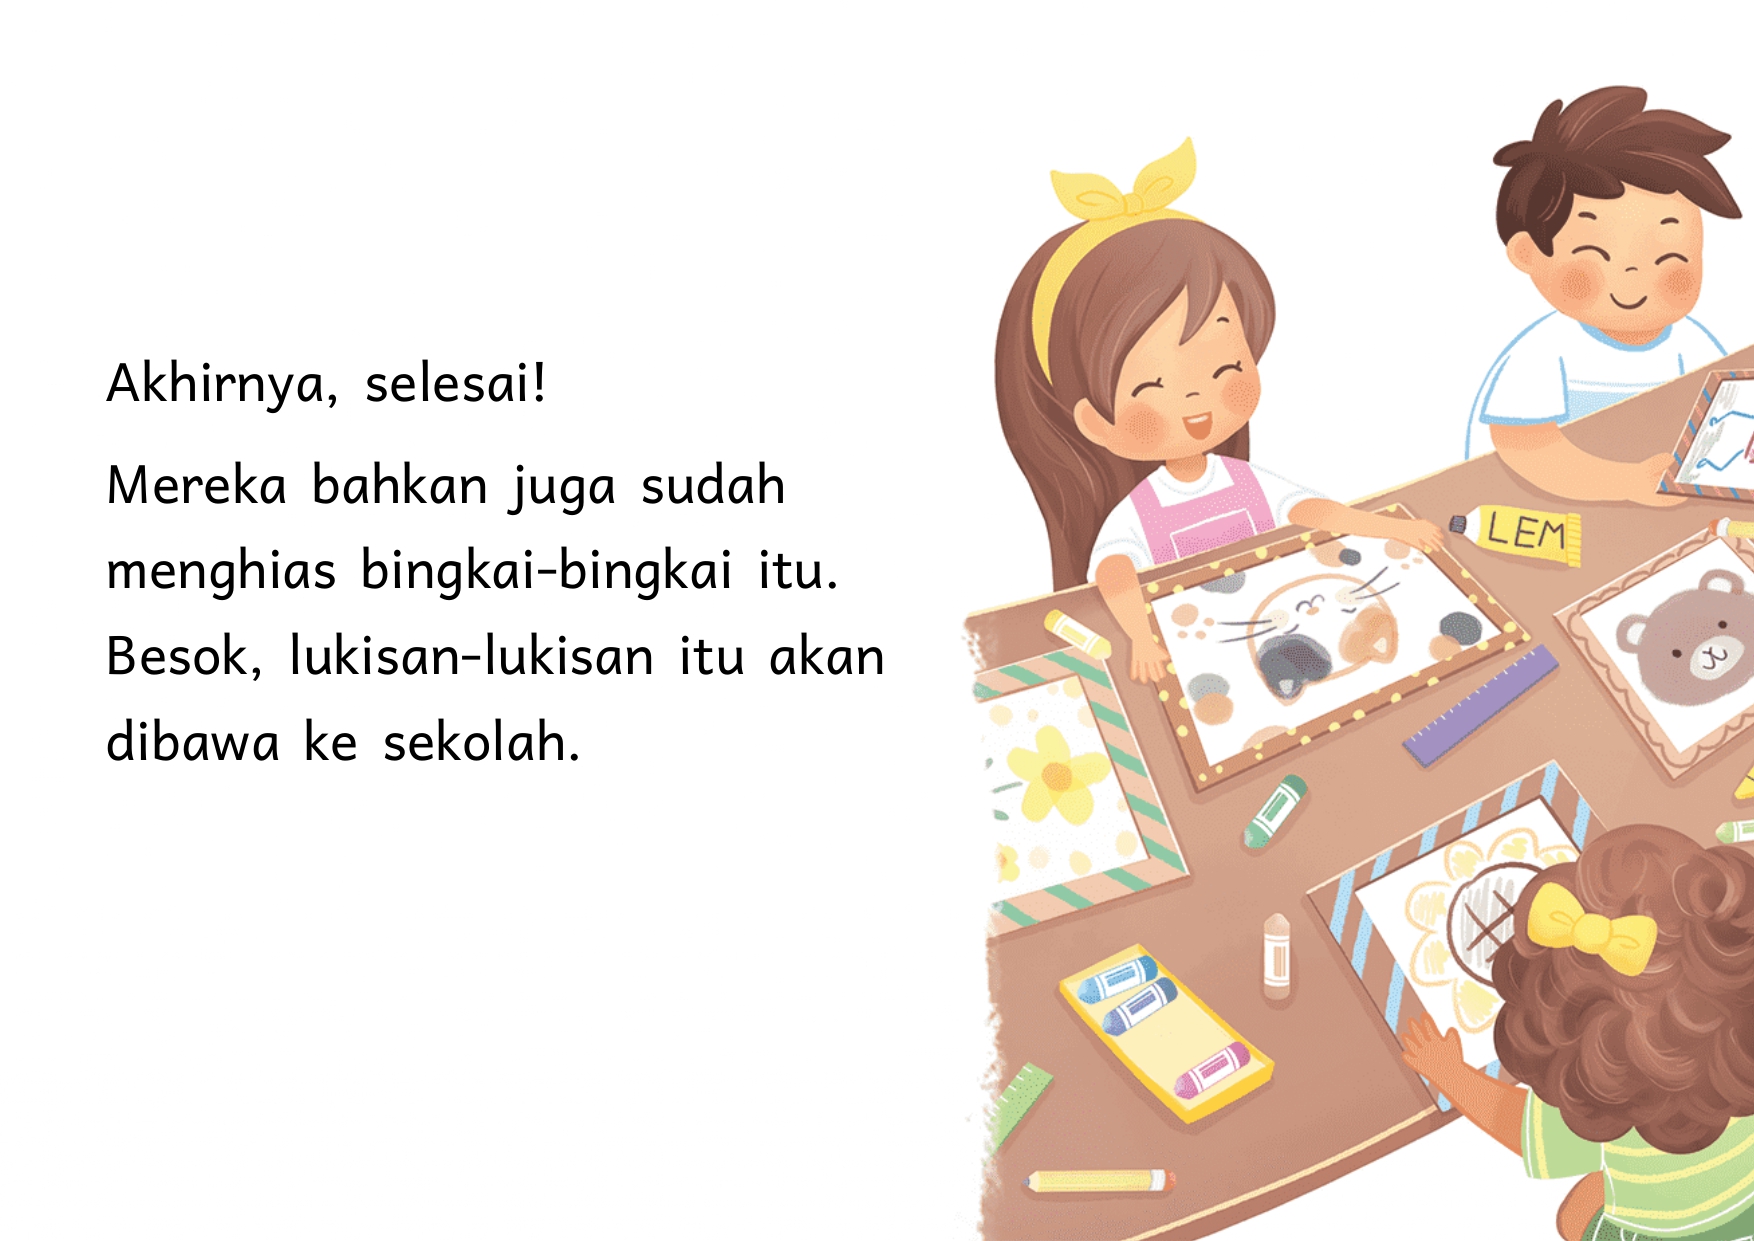 Akhirnya, selesai!
Mereka bahkan juga sudah
menghias bingkai-bingkai itu.
Besok, lukisan-lukisan itu akan
dibawa ke sekolah.
LEM